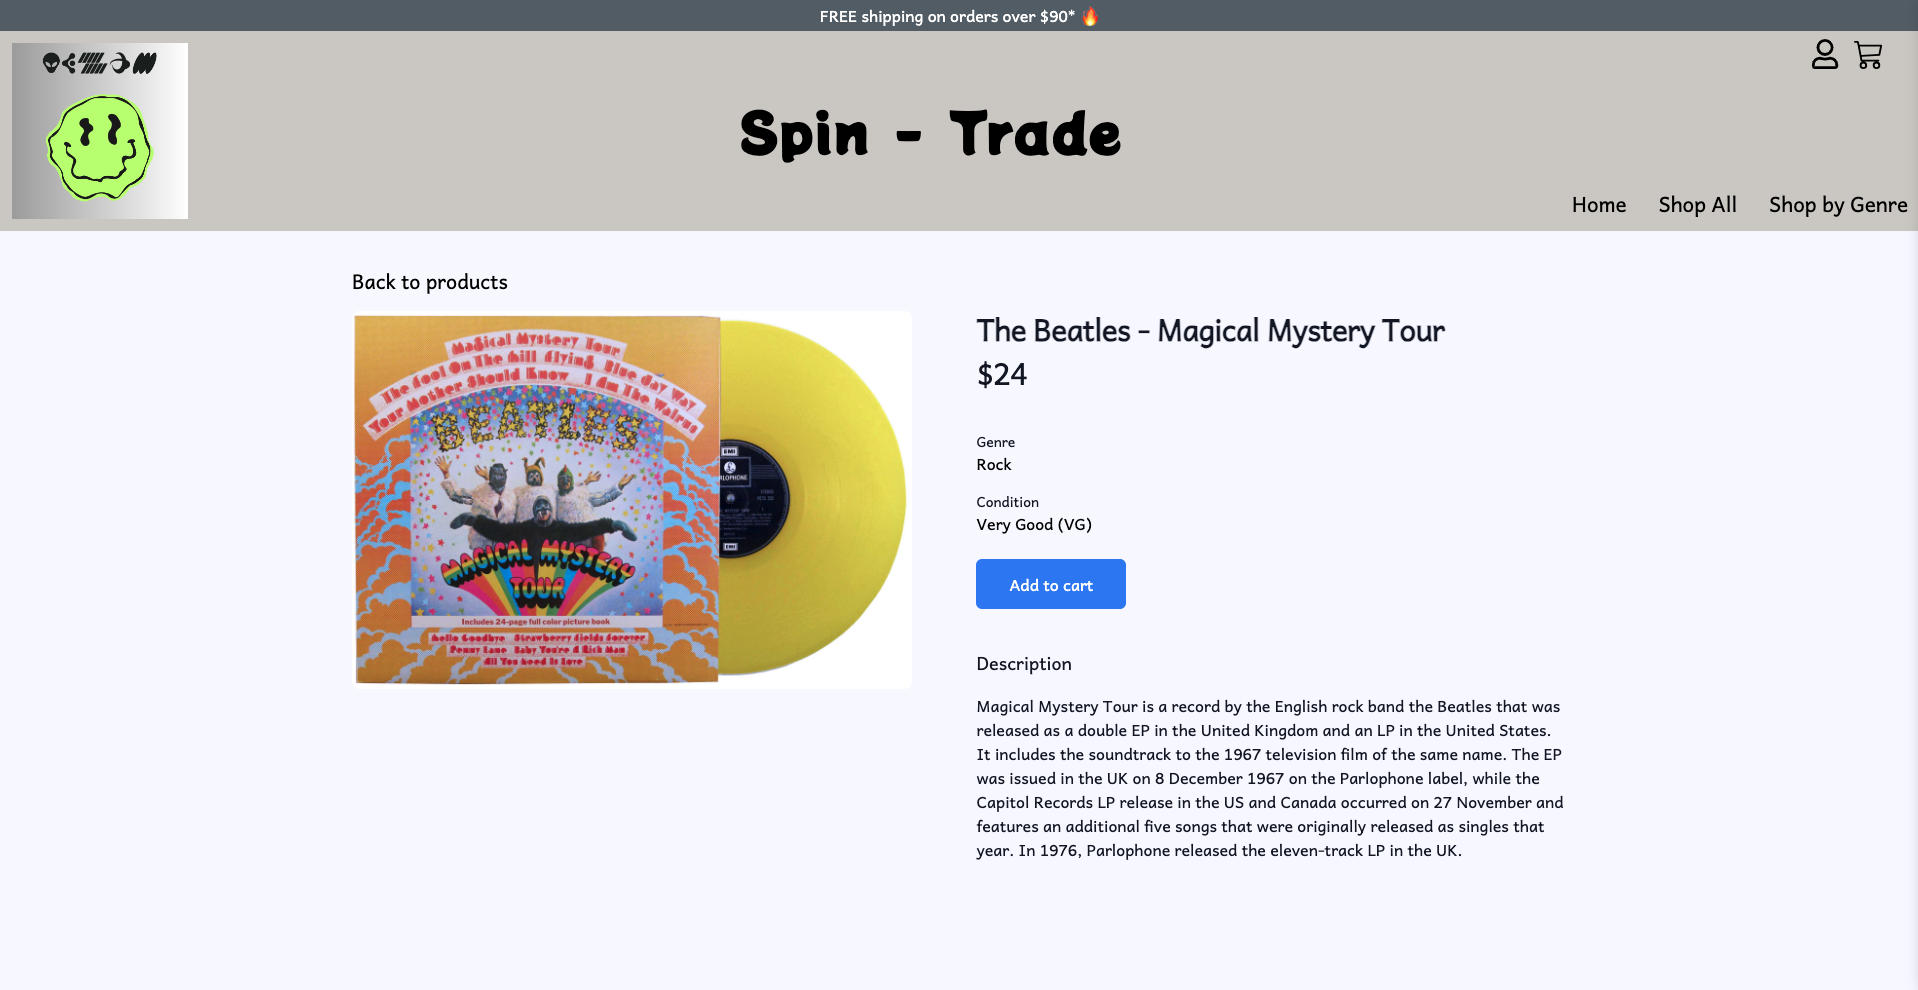 FREE shipping on orders over $90* 🔥
Spin - Trade
Home Shop All Shop by Genre
Back to products
Magical Mystery Tour
The Fool On The Hill Flying Blue Jay Way
Your Mother Should Know I Am The Walrus
BEATLES
MAGICAL MYSTERY
TOUR
Includes 24-page full color picture book
Hello Goodbye Strawberry Fields Forever
Penny Lane Baby You're A Rich Man
All You Need Is Love
EMI
EMI
The Beatles - Magical Mystery Tour
$24
Genre
Rock
Condition
Very Good (VG)
Add to cart
Description
Magical Mystery Tour is a record by the English rock band the Beatles that was
released as a double EP in the United Kingdom and an LP in the United States.
It includes the soundtrack to the 1967 television film of the same name. The EP
was issued in the UK on 8 December 1967 on the Parlophone label, while the
Capitol Records LP release in the US and Canada occurred on 27 November and
features an additional five songs that were originally released as singles that
year. In 1976, Parlophone released the eleven-track LP in the UK.